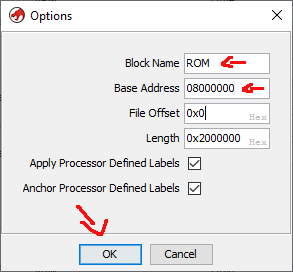 Options
Block Name ROM
Base Address 08000000
File Offset 0x0 Hex
Length 0x2000000 Hex
Apply Processor Defined Labels
Anchor Processor Defined Labels
OK Cancel